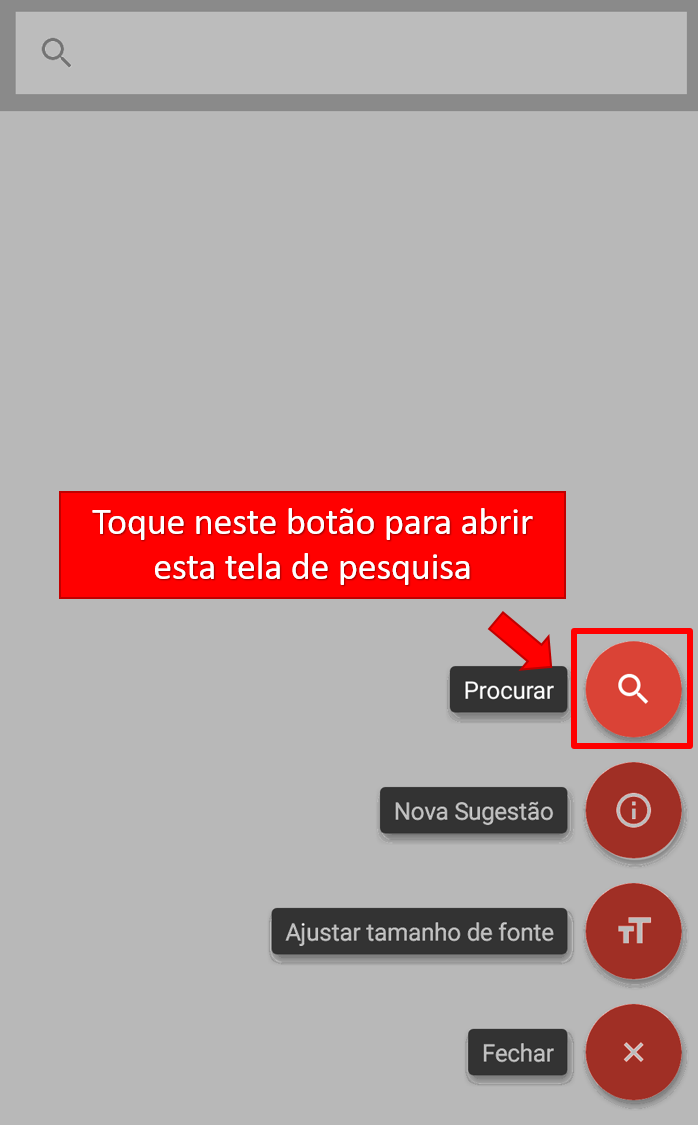 Toque neste botão para abrir
esta tela de pesquisa
Procurar
Nova Sugestão
Ajustar tamanho de fonte
Fechar